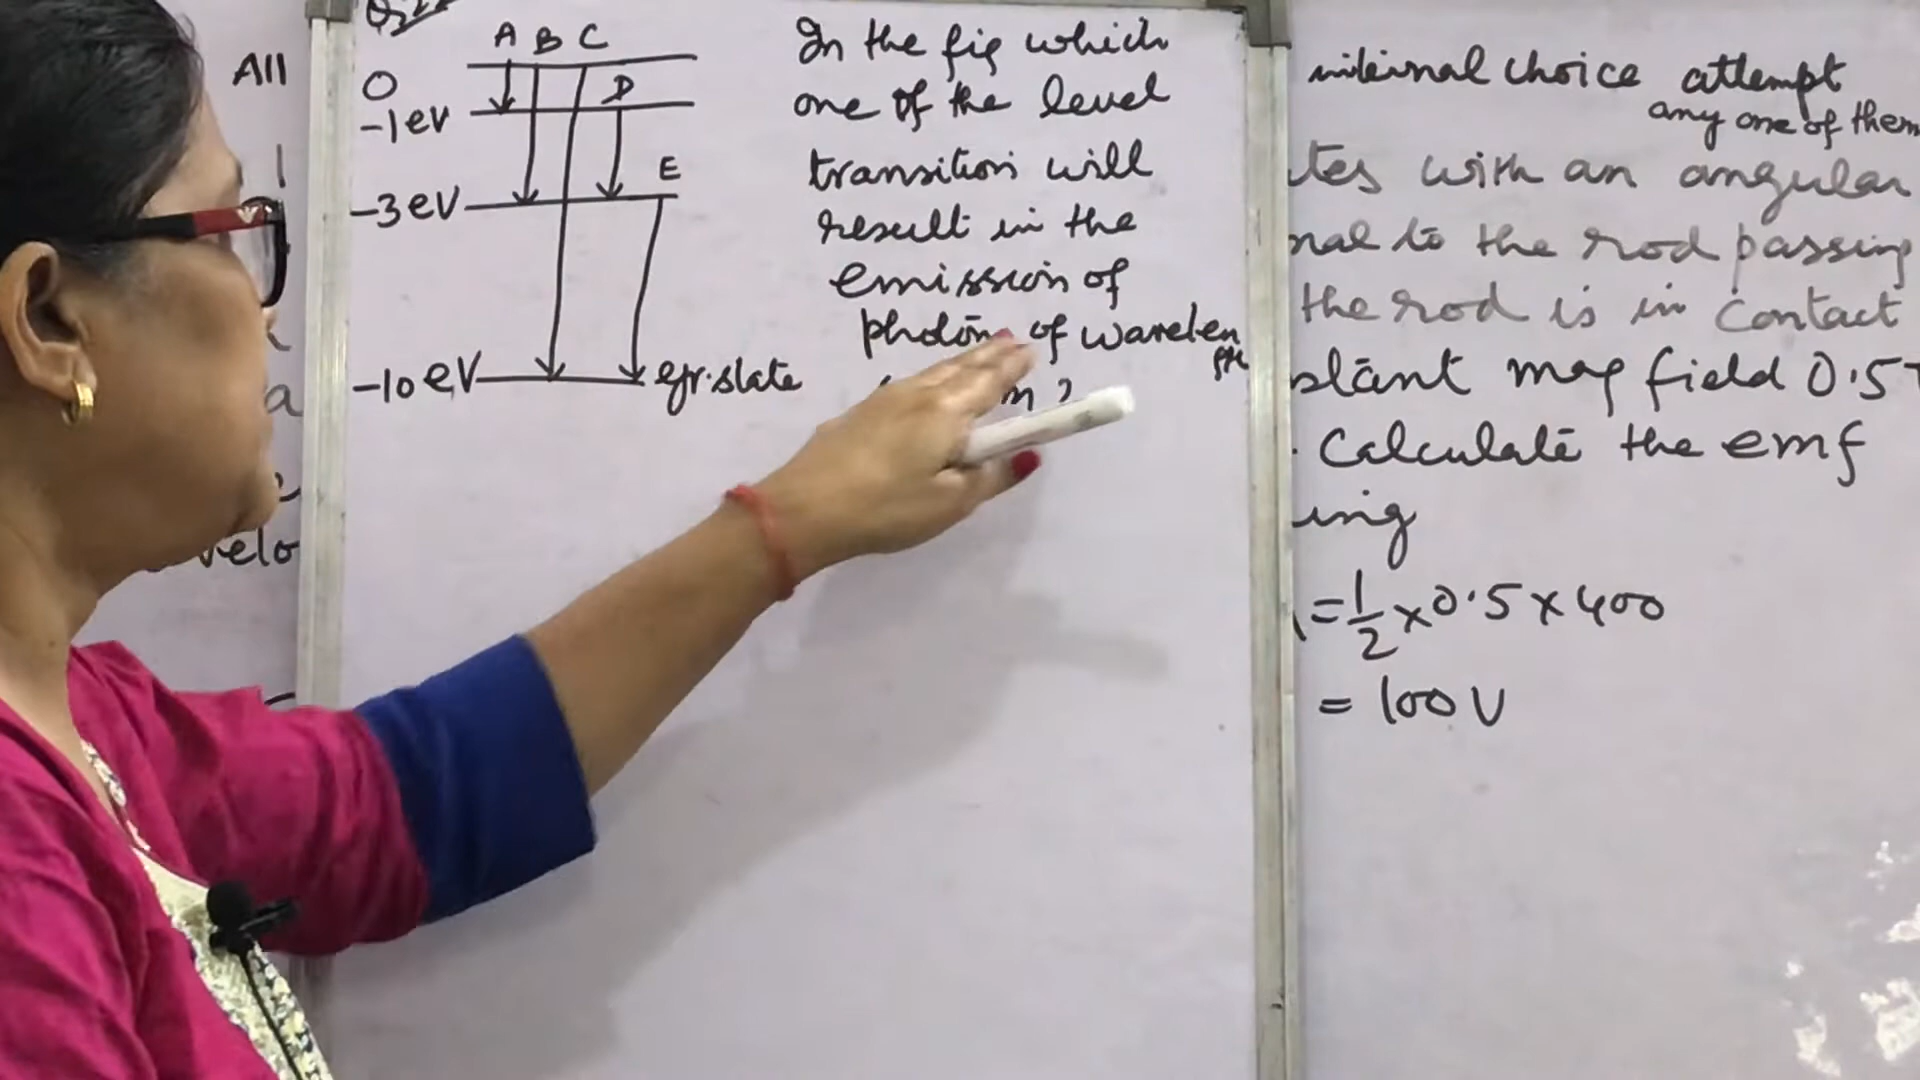 A B C
0
-1ev
D
-3ev
E
-10eV
gr.state
In the fig which
one of the level
transition will
result in the
emission of
photon of wavelen
gth
m?
All
velo
internal choice attempt
any one of them
tes with an angular
nal to the rod passing
the rod is in contact
stant mag field 0.5T
. Calculate the emf
ing
= 1/2 x 0.5 x 400
= 100 V